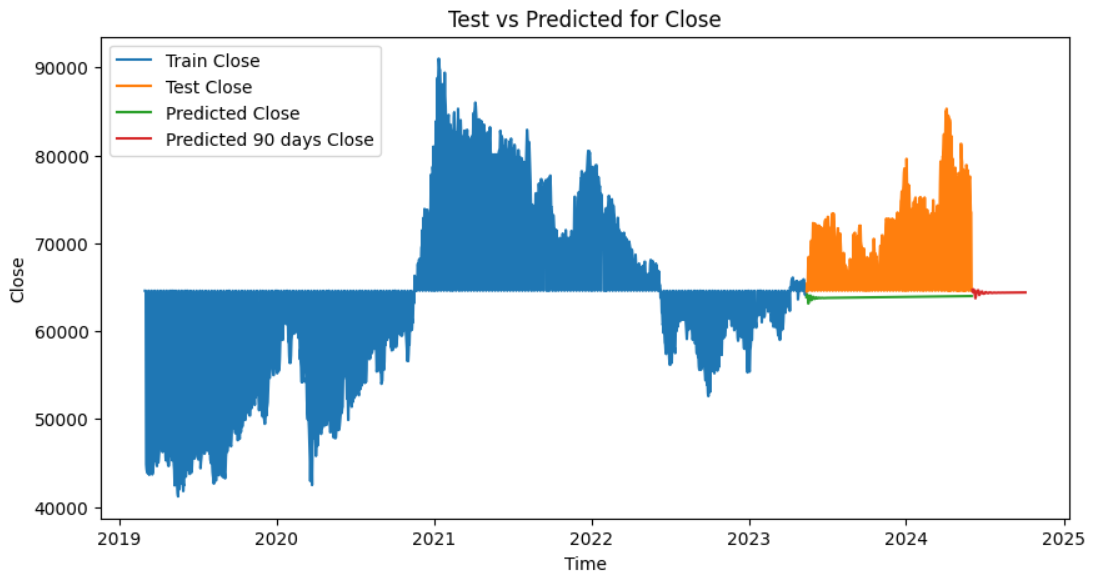 Test vs Predicted for Close
Train Close
Test Close
Predicted Close
Predicted 90 days Close
Close
90000
80000
70000
60000
50000
40000
2019 2020 2021 2022 2023 2024 2025
Time